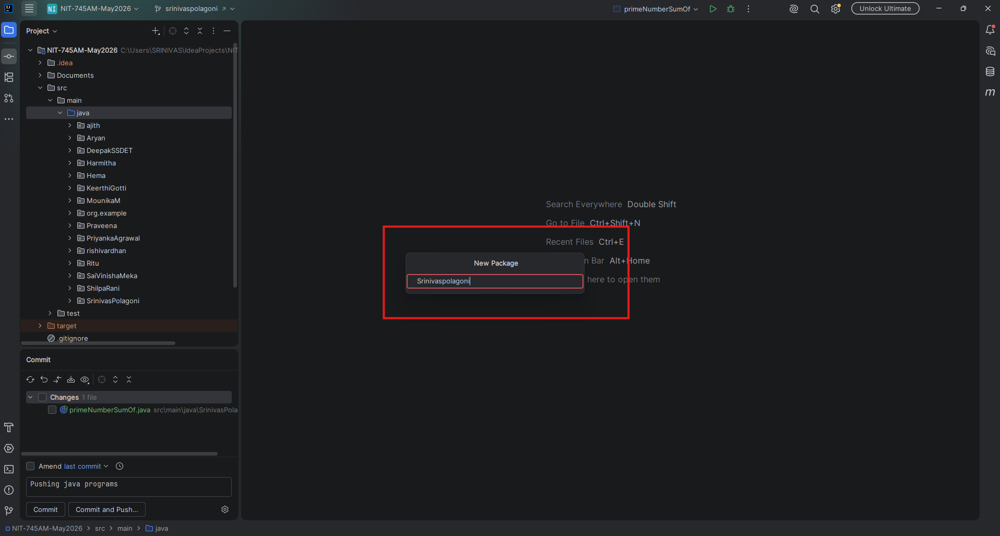 NIT-745AM-May2026
srinivaspolagoni
primeNumberSumOf
Unlock Ultimate
Project
NIT-745AM-May2026 C:\Users\SRINIVAS\IdeaProjects\NIT
.idea
Documents
src
main
java
ajith
Aryan
DeepakSSDET
Harmitha
Hema
KeerthiGotti
MounikaM
org.example
Praveena
PriyankaAgrawal
rishivardhan
Ritu
SaiVinishaMeka
ShilpaRani
SrinivasPolagoni
test
target
.gitignore
Search Everywhere Double Shift
Go to File Ctrl+Shift+N
Recent Files Ctrl+E
n Bar Alt+Home
here to open them
New Package
Srinivaspolagoni
Commit
Changes 1 file
primeNumberSumOf.java src\main\java\SrinivasPola
Amend last commit
Pushing java programs
Commit
Commit and Push...
NIT-745AM-May2026 > src > main > java